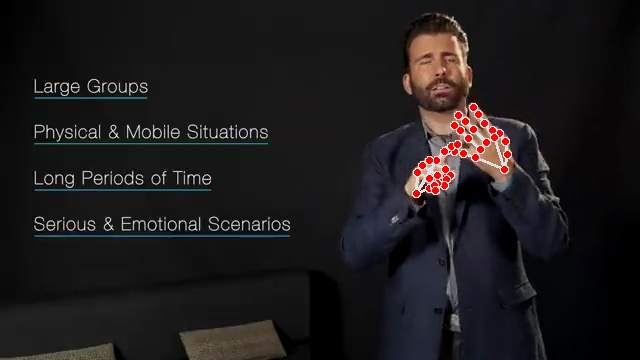 Large Groups
Physical & Mobile Situations
Long Periods of Time
Serious & Emotional Scenarios